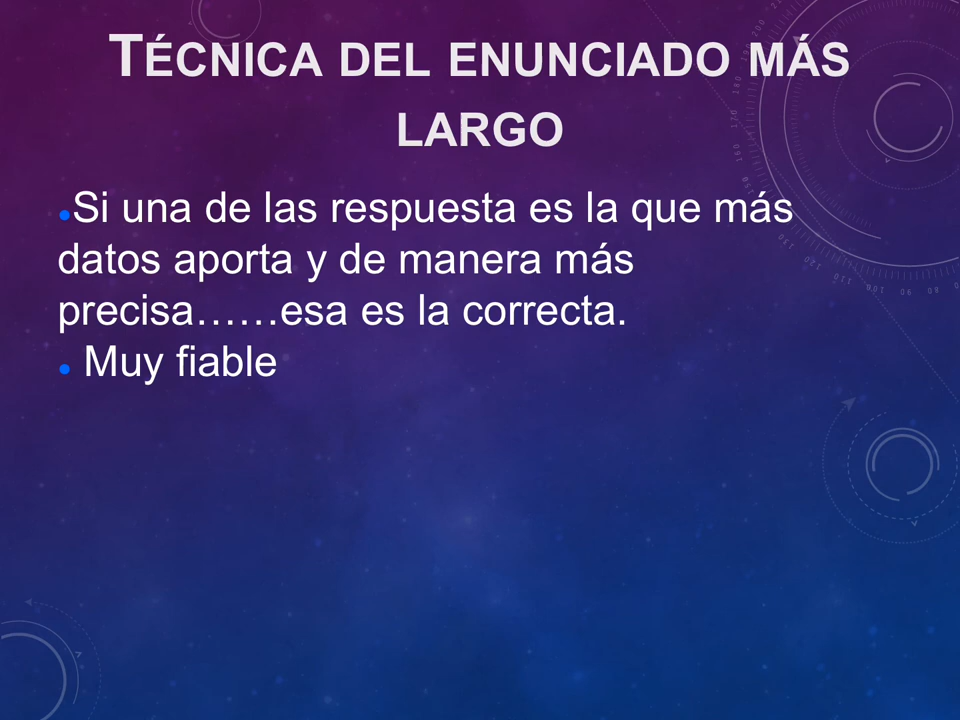 TÉCNICA DEL ENUNCIADO MÁS
LARGO
●Si una de las respuesta es la que más
datos aporta y de manera más
precisa……esa es la correcta.
● Muy fiable